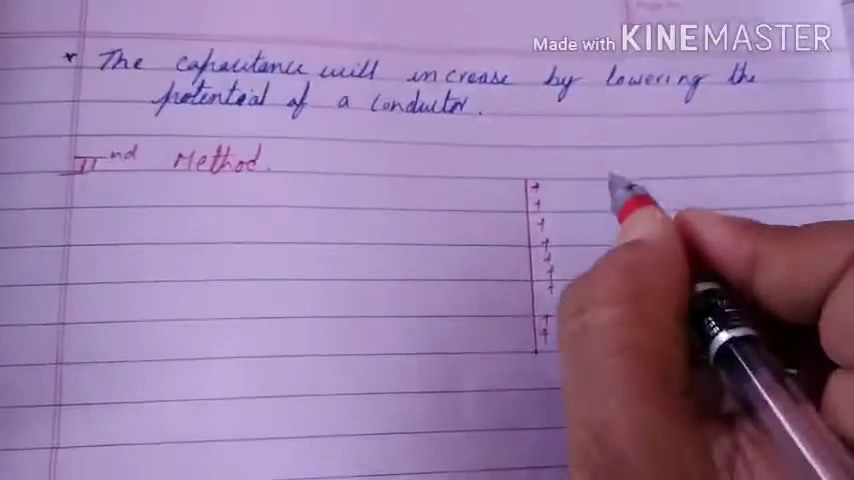 Made with KINEMASTER
* The capacitance will increase by lowering the
potential of a conductor.
IInd Method.
+
+
+
+
+
+
+
+
+